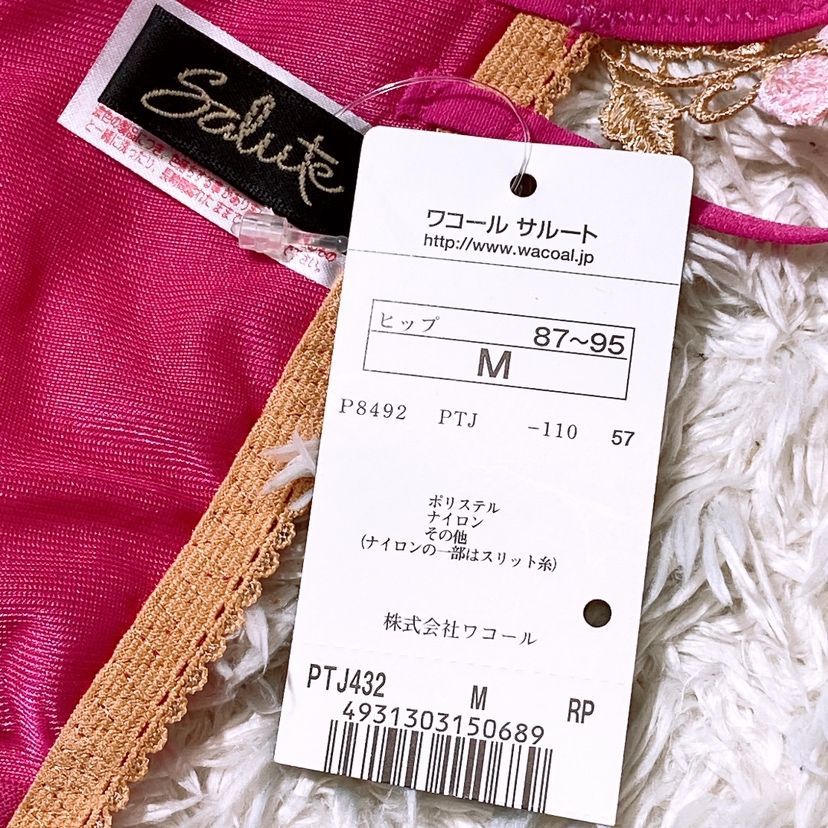 Salute
ワコール サルート
http://www.wacoal.jp
ヒップ 87〜95
M
P8492 PTJ -110 57
ポリステル
ナイロン
その他
(ナイロンの一部はスリット糸)
株式会社ワコール
PTJ432 M RP
4931303150689